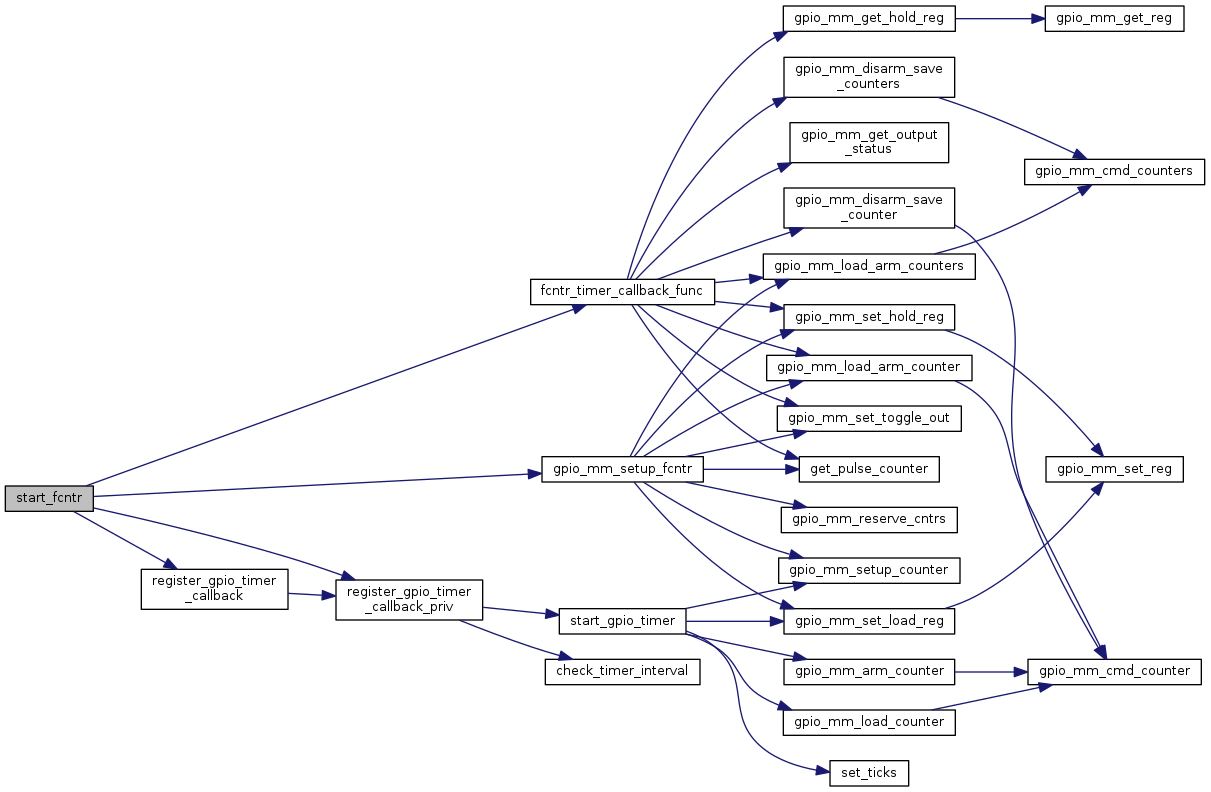 start_fcntr
register_gpio_timer
_callback
register_gpio_timer
_callback_priv
fcntr_timer_callback_func
gpio_mm_setup_fcntr
start_gpio_timer
check_timer_interval
gpio_mm_get_hold_reg
gpio_mm_disarm_save
_counters
gpio_mm_get_output
_status
gpio_mm_disarm_save
_counter
gpio_mm_load_arm_counters
gpio_mm_set_hold_reg
gpio_mm_load_arm_counter
gpio_mm_set_toggle_out
get_pulse_counter
gpio_mm_reserve_cntrs
gpio_mm_setup_counter
gpio_mm_set_load_reg
gpio_mm_arm_counter
gpio_mm_load_counter
set_ticks
gpio_mm_get_reg
gpio_mm_cmd_counters
gpio_mm_set_reg
gpio_mm_cmd_counter